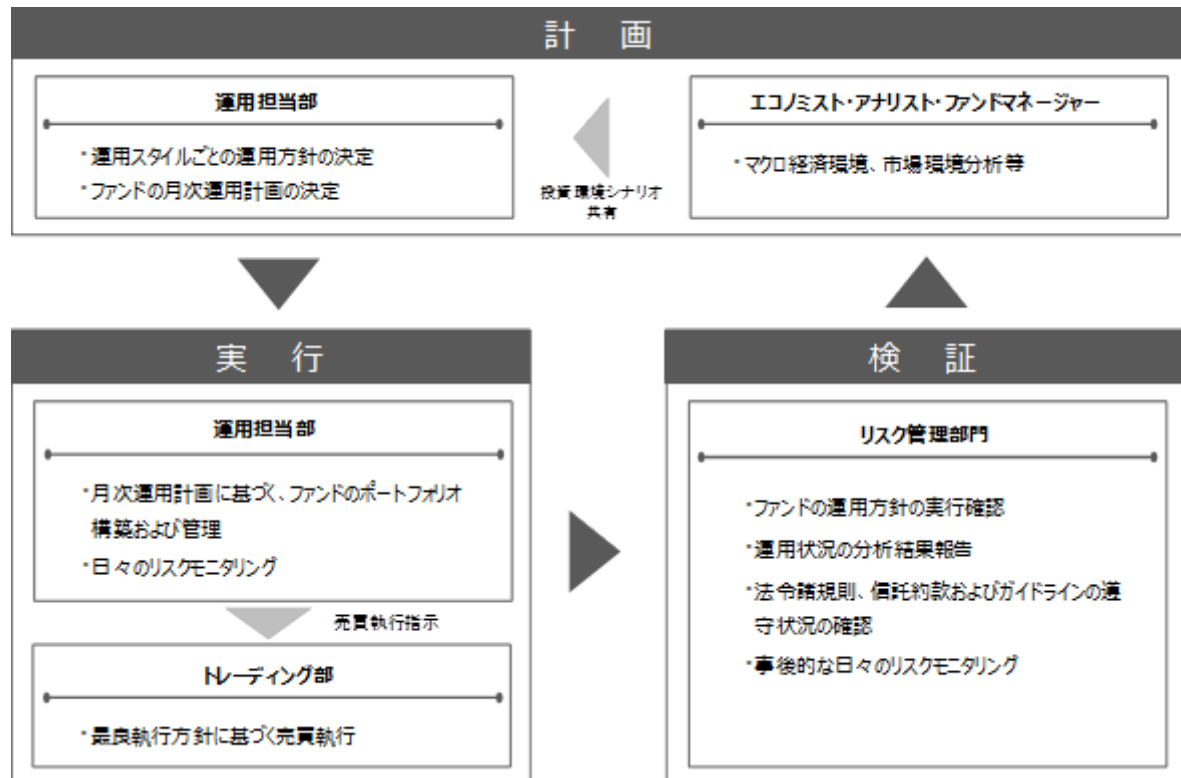 計　画
運用担当部
・運用スタイルごとの運用方針の決定
・ファンドの月次運用計画の決定
投資環境シナリオ
共有
エコノミスト・アナリスト・ファンドマネージャー
・マクロ経済環境、市場環境分析等
実　行
運用担当部
・月次運用計画に基づく、ファンドのポートフォリオ
構築および管理
・日々のリスクモニタリング
売買執行指示
トレーディング部
・最良執行方針に基づく売買執行
検　証
リスク管理部門
・ファンドの運用方針の実行確認
・運用状況の分析結果報告
・法令諸規則、信託約款およびガイドラインの遵
守状況の確認
・事後的な日々のリスクモニタリング